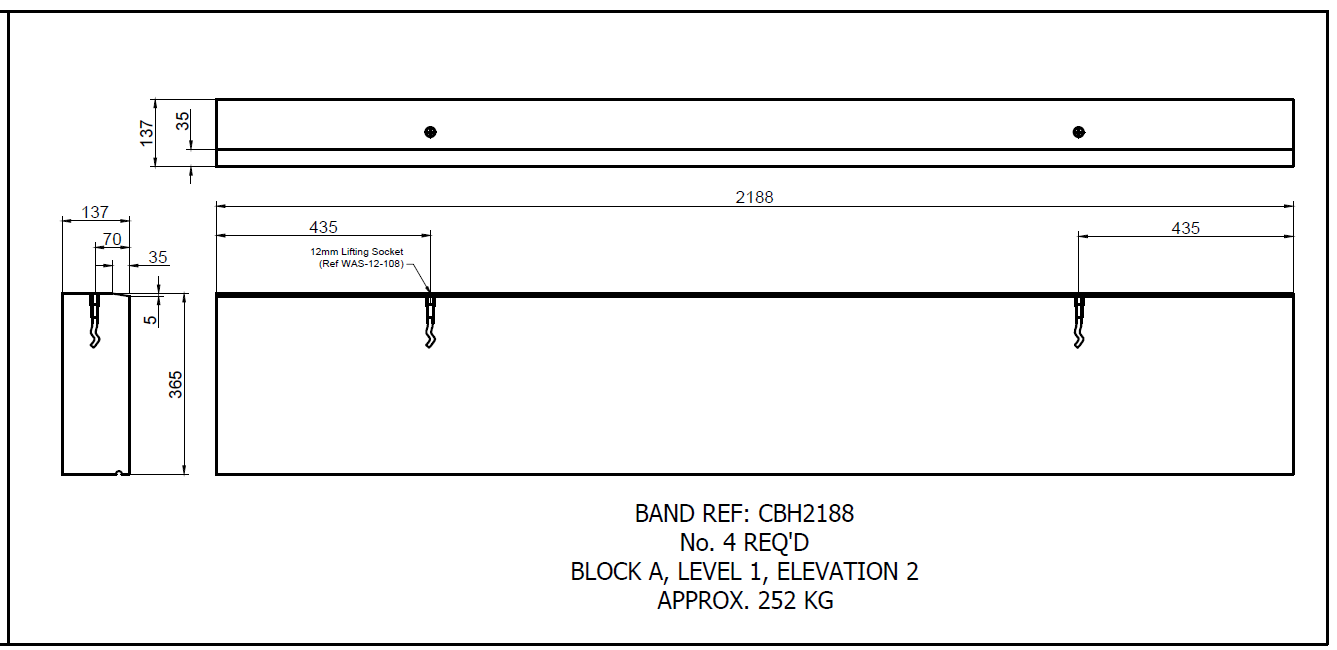 137
35
2188
137
435
435
70
12mm Lifting Socket
(Ref WAS-12-108)
35
5
365
BAND REF: CBH2188
No. 4 REQ'D
BLOCK A, LEVEL 1, ELEVATION 2
APPROX. 252 KG